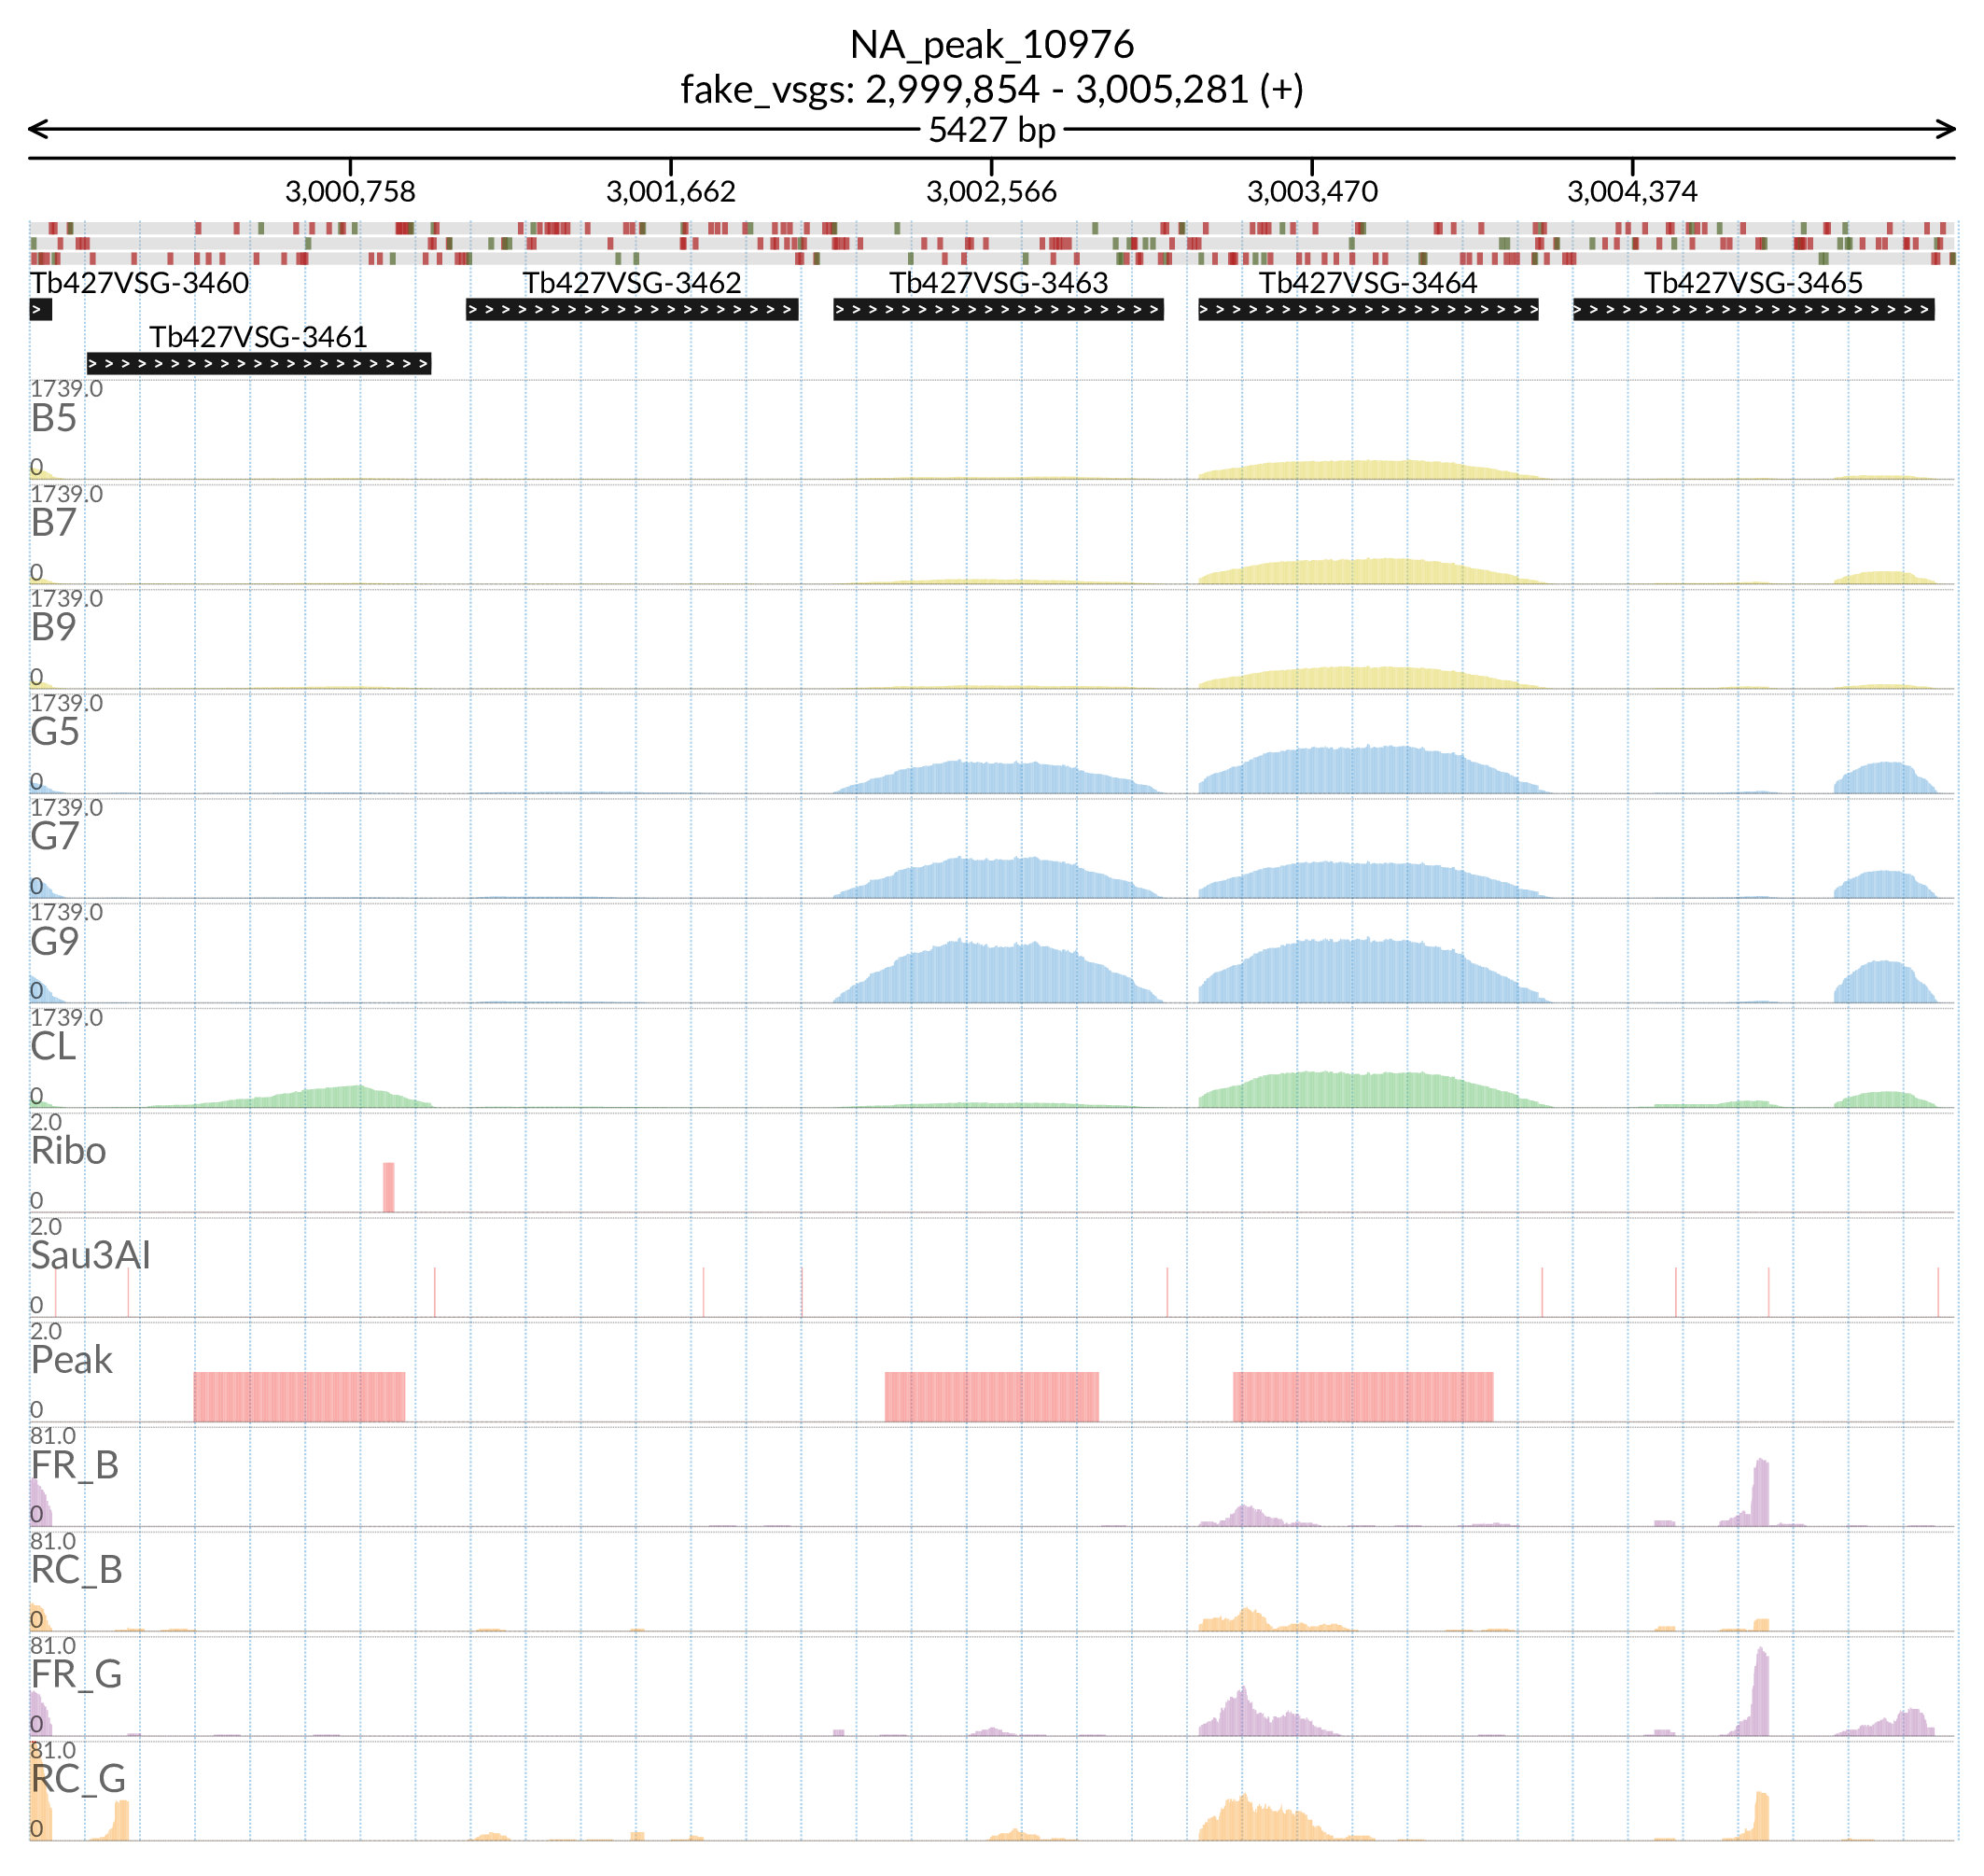 NA_peak_10976
fake_vsgs: 2,999,854 - 3,005,281 (+)
5427 bp
3,000,758 3,001,662 3,002,566 3,003,470 3,004,374
Tb427VSG-3460 Tb427VSG-3462 Tb427VSG-3463 Tb427VSG-3464 Tb427VSG-3465
Tb427VSG-3461
1739.0
B5
0
1739.0
B7
0
1739.0
B9
0
1739.0
G5
0
1739.0
G7
0
1739.0
G9
0
1739.0
CL
0
2.0
Ribo
0
2.0
Sau3AI
0
2.0
Peak
0
81.0
FR_B
0
81.0
RC_B
0
81.0
FR_G
0
81.0
RC_G
0